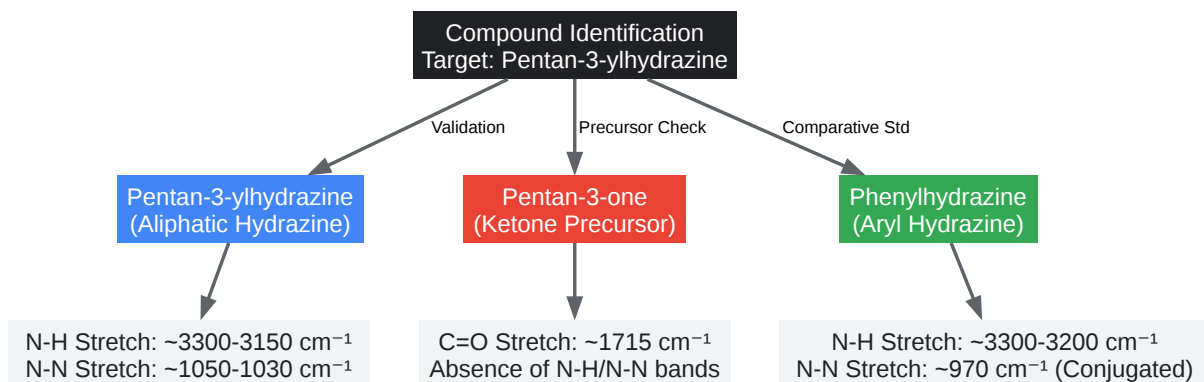 Compound Identification
Target: Pentan-3-ylhydrazine
Validation
Precursor Check
Comparative Std
Pentan-3-ylhydrazine
(Aliphatic Hydrazine)
Pentan-3-one
(Ketone Precursor)
Phenylhydrazine
(Aryl Hydrazine)
N-H Stretch: ~3300-3150 cm⁻¹
N-N Stretch: ~1050-1030 cm⁻¹
C=O Stretch: ~1715 cm⁻¹
Absence of N-H/N-N bands
N-H Stretch: ~3300-3200 cm⁻¹
N-N Stretch: ~970 cm⁻¹ (Conjugated)